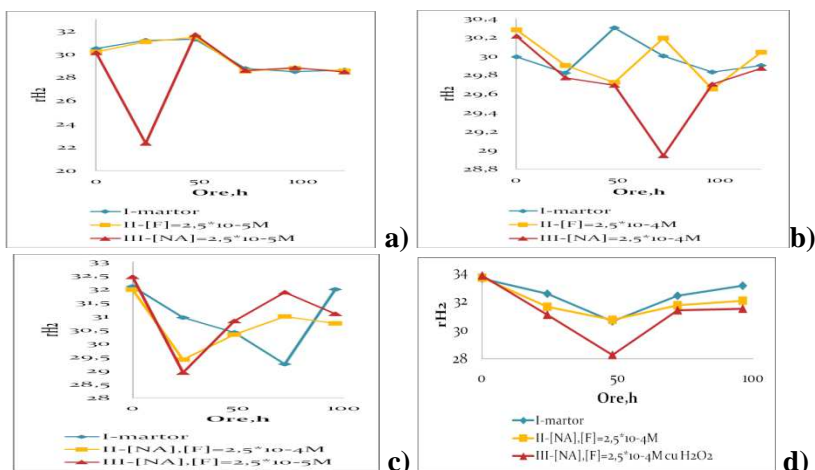 32
30
28
26
24
22
20
rH2
0
50
100
Ore,h
I-martor
II-[F]=2,5*10-5M
III-[NA]=2,5*10-5M
a)
30,4
30,2
30
29,8
29,6
29,4
29,2
29
28,8
rH2
0
50
100
Ore,h
I-martor
II-[F]=2,5*10-4M
III-[NA]=2,5*10-4M
b)
33
32,5
32
31,5
31
30,5
30
29,5
29
28,5
28
rH2
0
50
100
Ore,h
I-martor
II-[NA],[F]=2,5*10-4M
III-[NA],[F]=2,5*10-5M
c)
34
32
30
28
rH2
0
50
100
Ore,h
I-martor
II-[NA],[F]=2,5*10-4M
III-[NA],[F]=2,5*10-4M cu H2O2
d)